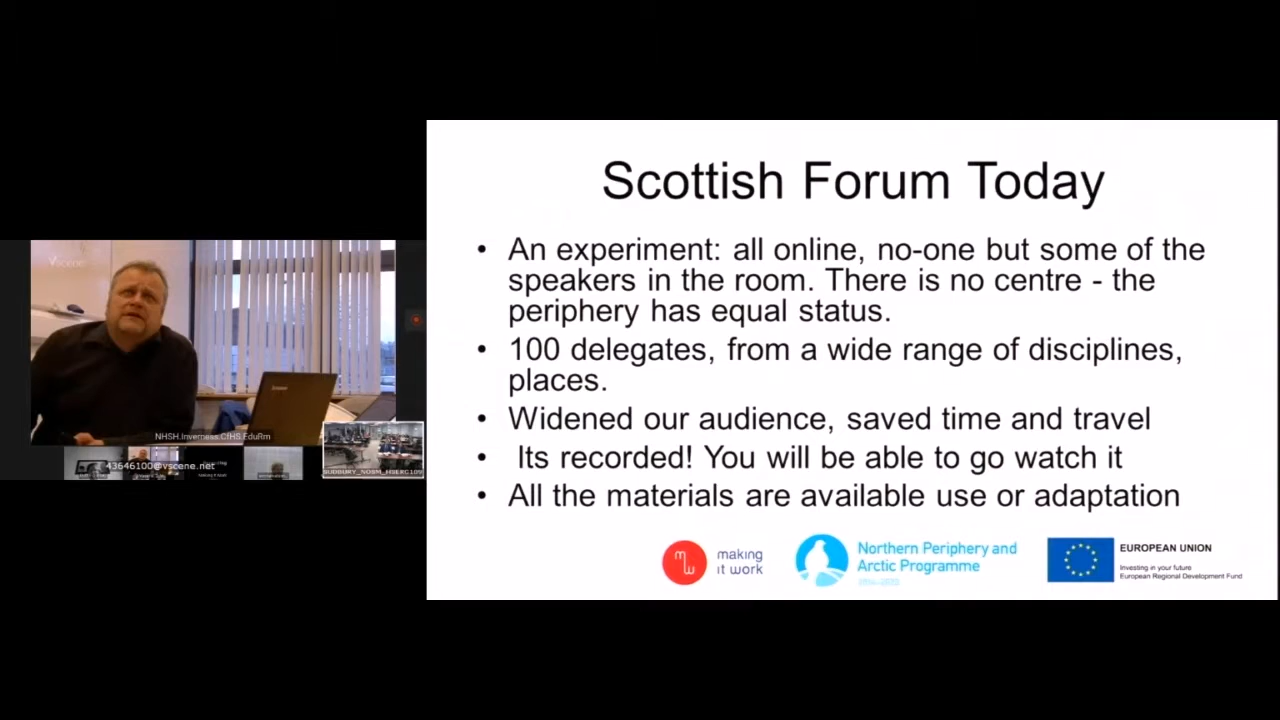 Scottish Forum Today
• An experiment: all online, no-one but some of the
speakers in the room. There is no centre - the
periphery has equal status.
• 100 delegates, from a wide range of disciplines,
places.
• Widened our audience, saved time and travel
• Its recorded! You will be able to go watch it
• All the materials are available use or adaptation
making
it work
Northern Periphery and
Arctic Programme
2014-2020
EUROPEAN UNION
Investing in your future
European Regional Development Fund
Vscene
NHSH.Inverness.CfHS.EduRm
43646100@vscene.net